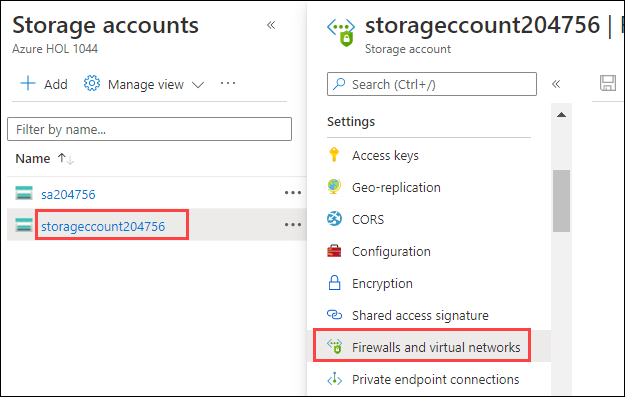 Storage accounts
Azure HOL 1044
Add
Manage view
Filter by name...
Name
sa204756
storageccount204756
storageccount204756 |
Storage account
Search (Ctrl+/)
Settings
Access keys
Geo-replication
CORS
Configuration
Encryption
Shared access signature
Firewalls and virtual networks
Private endpoint connections